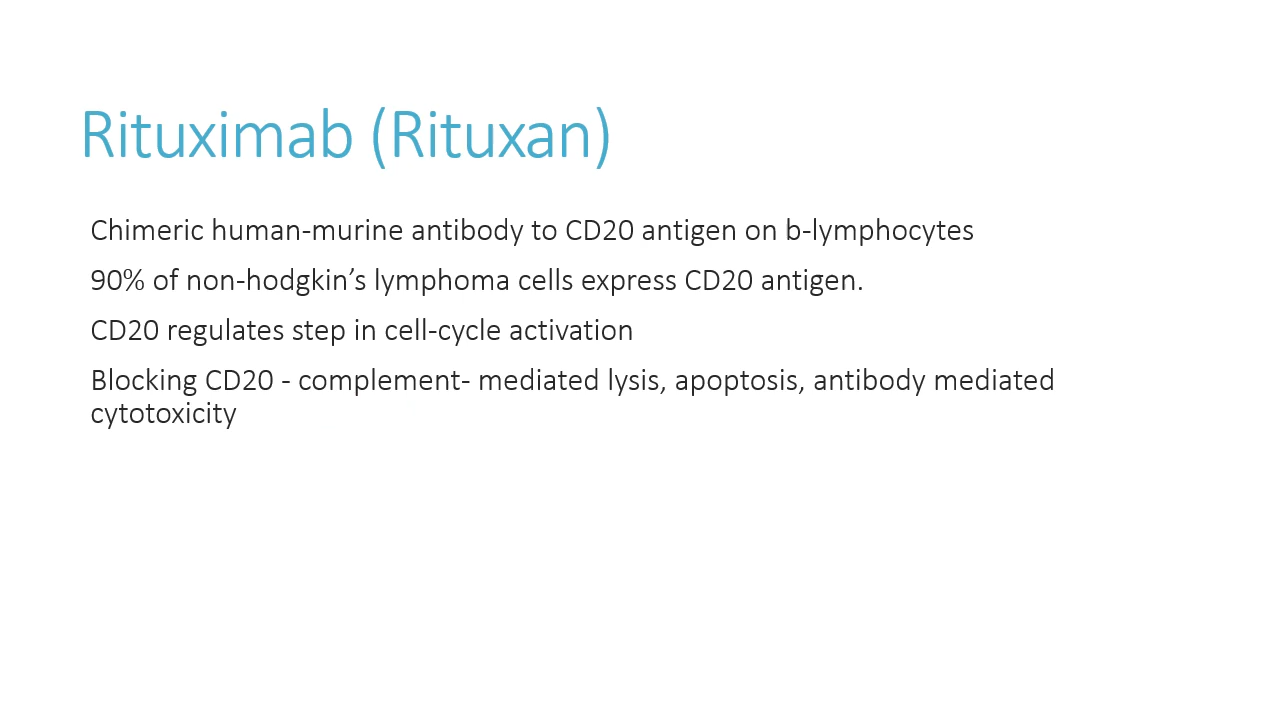 Rituximab (Rituxan)
Chimeric human-murine antibody to CD20 antigen on b-lymphocytes
90% of non-hodgkin’s lymphoma cells express CD20 antigen.
CD20 regulates step in cell-cycle activation
Blocking CD20 - complement- mediated lysis, apoptosis, antibody mediated
cytotoxicity